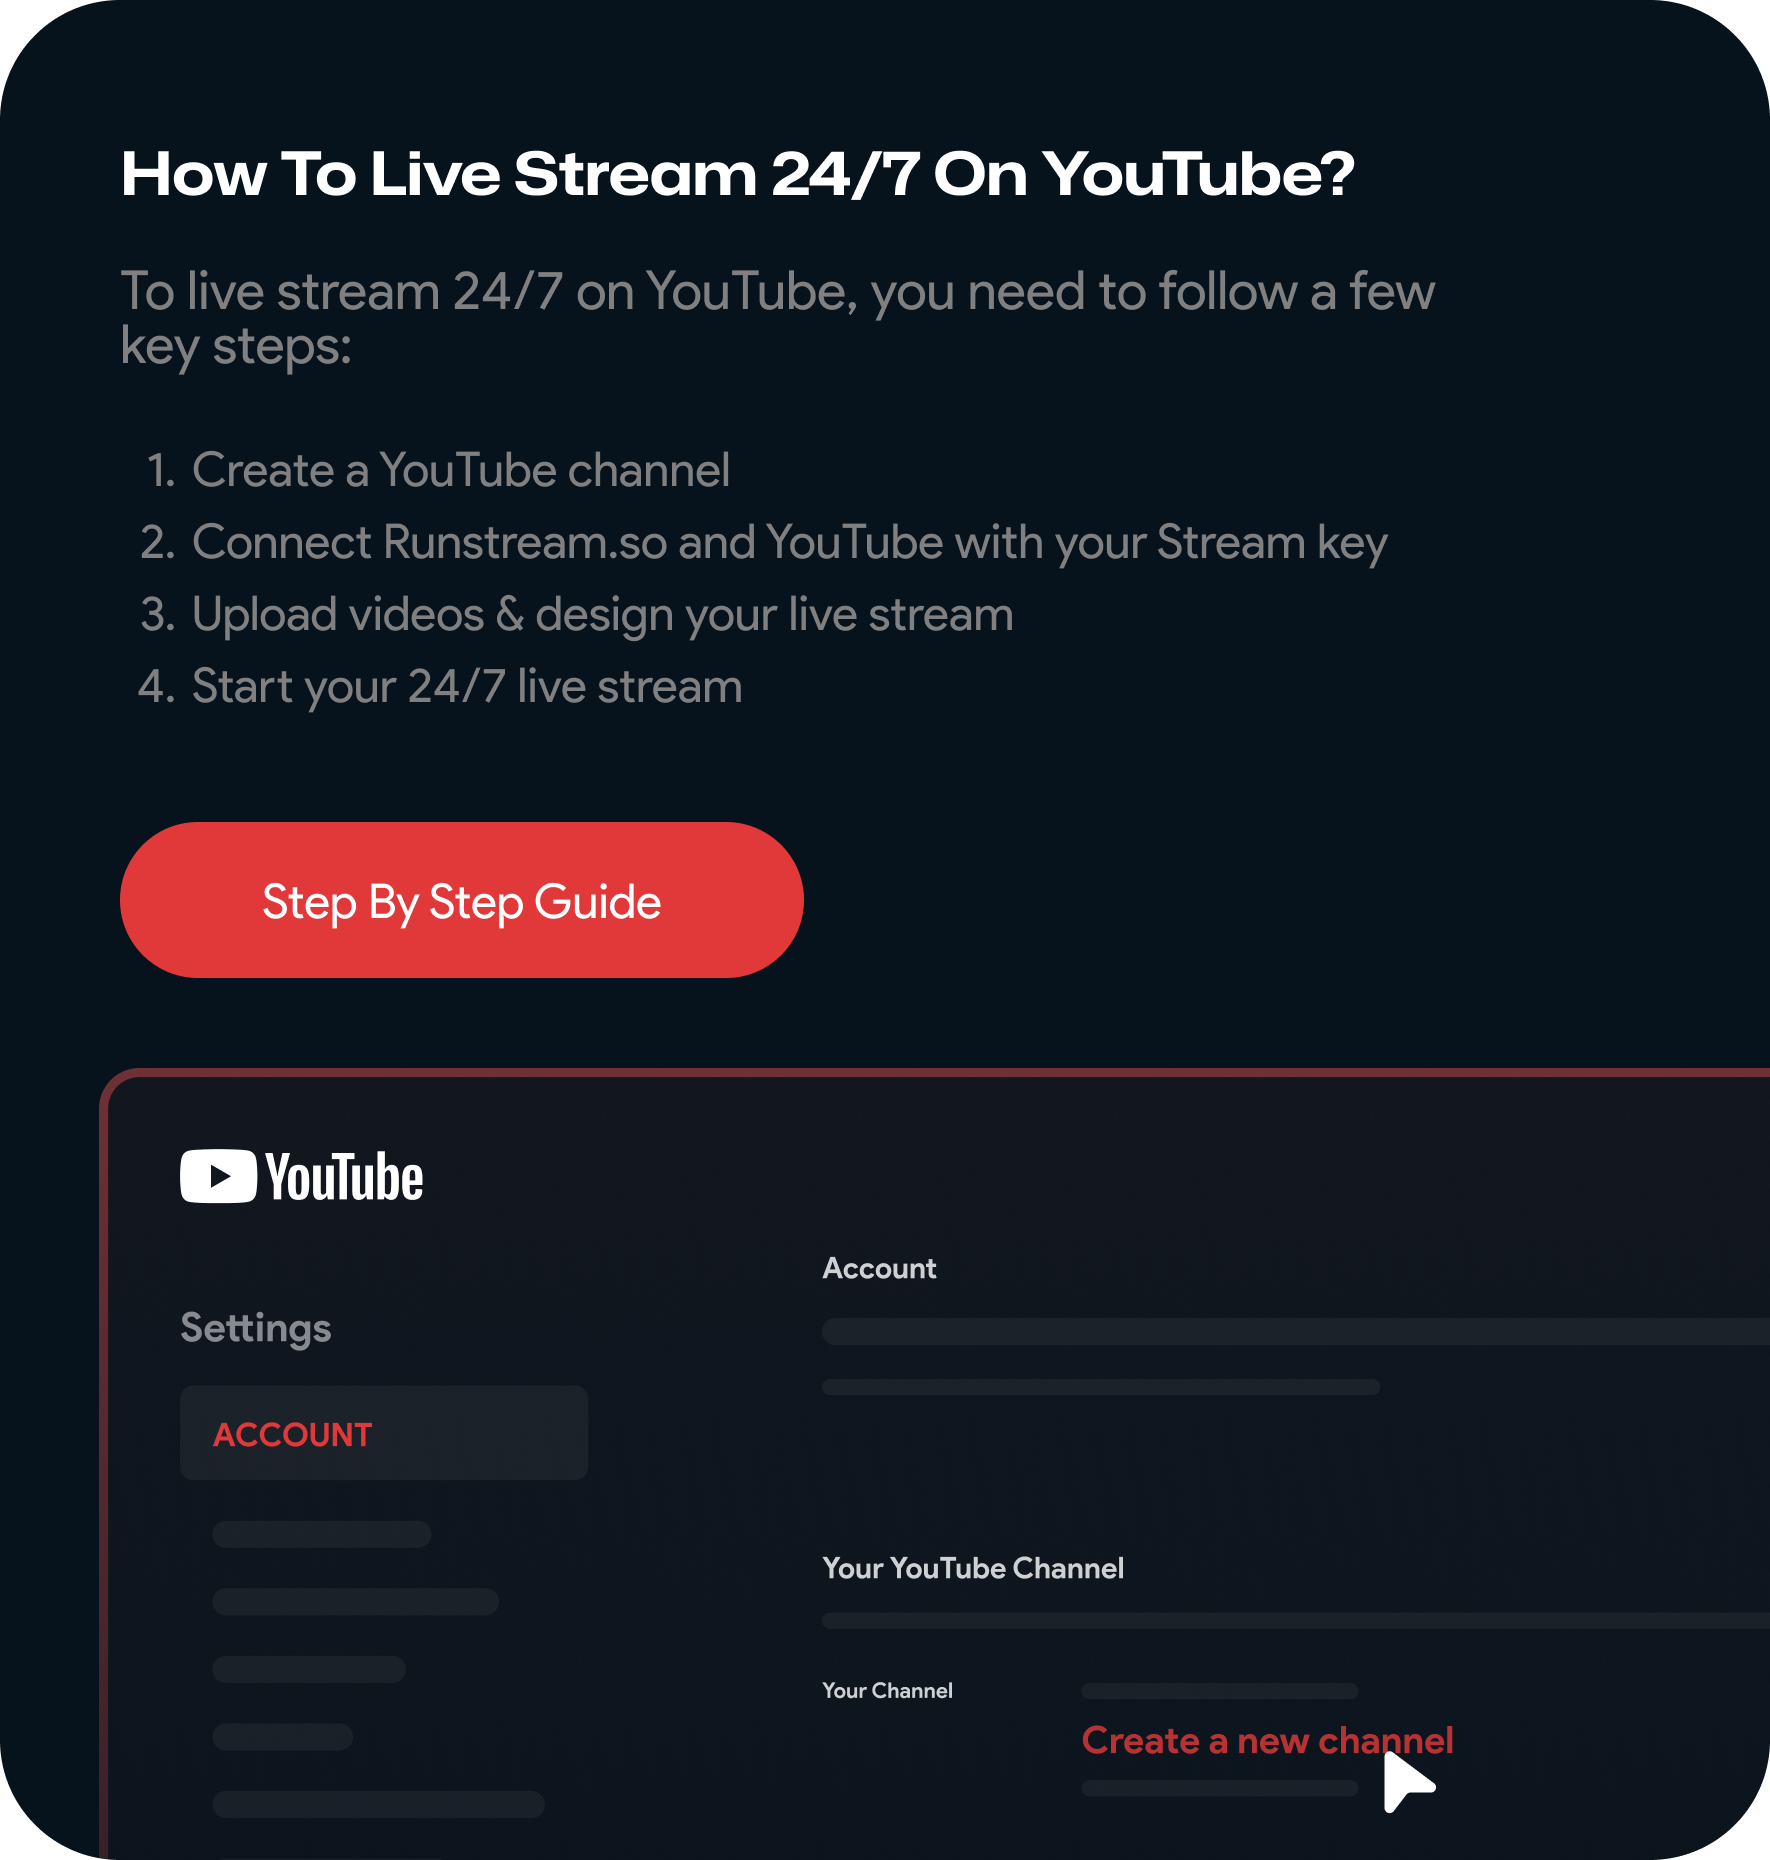 How To Live Stream 24/7 On YouTube?
To live stream 24/7 on YouTube, you need to follow a few
key steps:
1. Create a YouTube channel
2. Connect Runstream.so and YouTube with your Stream key
3. Upload videos & design your live stream
4. Start your 24/7 live stream
Step By Step Guide
YouTube
Settings
ACCOUNT
Account
Your YouTube Channel
Your Channel
Create a new channel